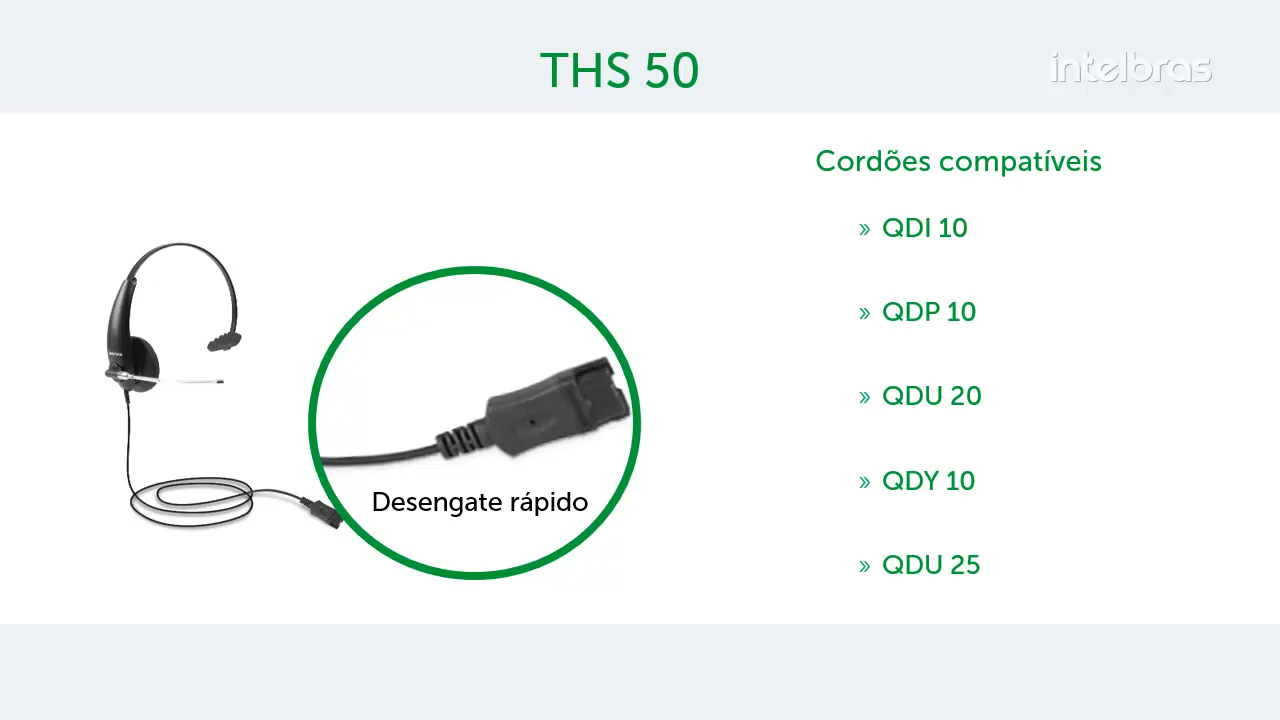 THS 50
intelbras
Cordões compatíveis
» QDI 10
» QDP 10
» QDU 20
» QDY 10
» QDU 25
Desengate rápido